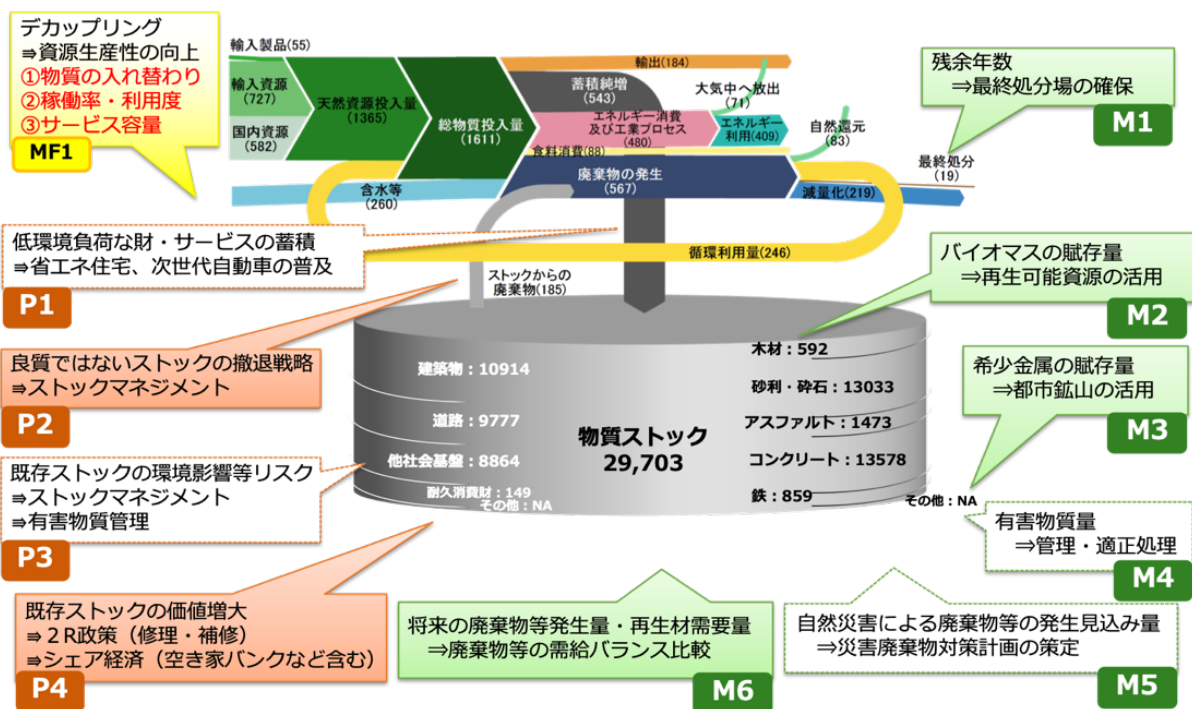 デカップリング
⇛資源生産性の向上
①物質の入れ替わり
②稼働率・利用度
③サービス容量
MF1
輸入製品(55)
輸入資源
(727)
国内資源
(582)
天然資源投入量
(1365)
総物質投入量
(1611)
輸出(184)
蓄積純増
(543)
エネルギー消費
及び工業プロセス
(480)
食料消費(88)
廃棄物の発生
(567)
大気中へ放出
(71)
エネルギー
利用(409)
自然還元
(83)
最終処分
(19)
減量化(219)
含水等
(260)
循環利用量(246)
ストックからの
廃棄物(185)
残余年数
⇒最終処分場の確保
M1
低環境負荷な財・サービスの蓄積
⇛省エネ住宅、次世代自動車の普及
P1
バイオマスの賦存量
⇒再生可能資源の活用
M2
良質ではないストックの撤退戦略
⇛ストックマネジメント
P2
希少金属の賦存量
⇒都市鉱山の活用
M3
建築物：10914
道路：9777
他社会基盤：8864
耐久消費財：149
その他：NA
物質ストック
29,703
木材：592
砂利・砕石：13033
アスファルト：1473
コンクリート：13578
鉄：859
その他：NA
既存ストックの環境影響等リスク
⇛ストックマネジメント
⇛有害物質管理
P3
有害物質量
⇒管理・適正処理
M4
既存ストックの価値増大
⇛２R政策（修理・補修）
⇛シェア経済（空き家バンクなど含む）
P4
将来の廃棄物等発生量・再生材需要量
⇒廃棄物等の需給バランス比較
M6
自然災害による廃棄物等の発生見込み量
⇒災害廃棄物対策計画の策定
M5